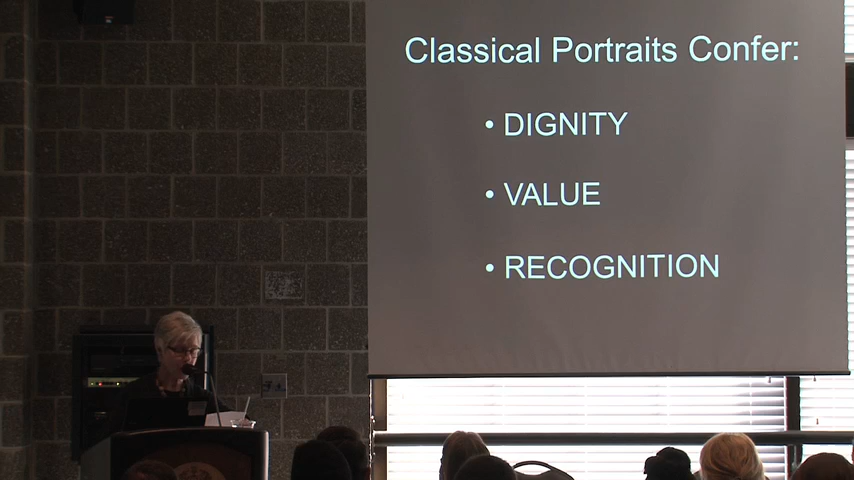 Classical Portraits Confer:
• DIGNITY
• VALUE
• RECOGNITION